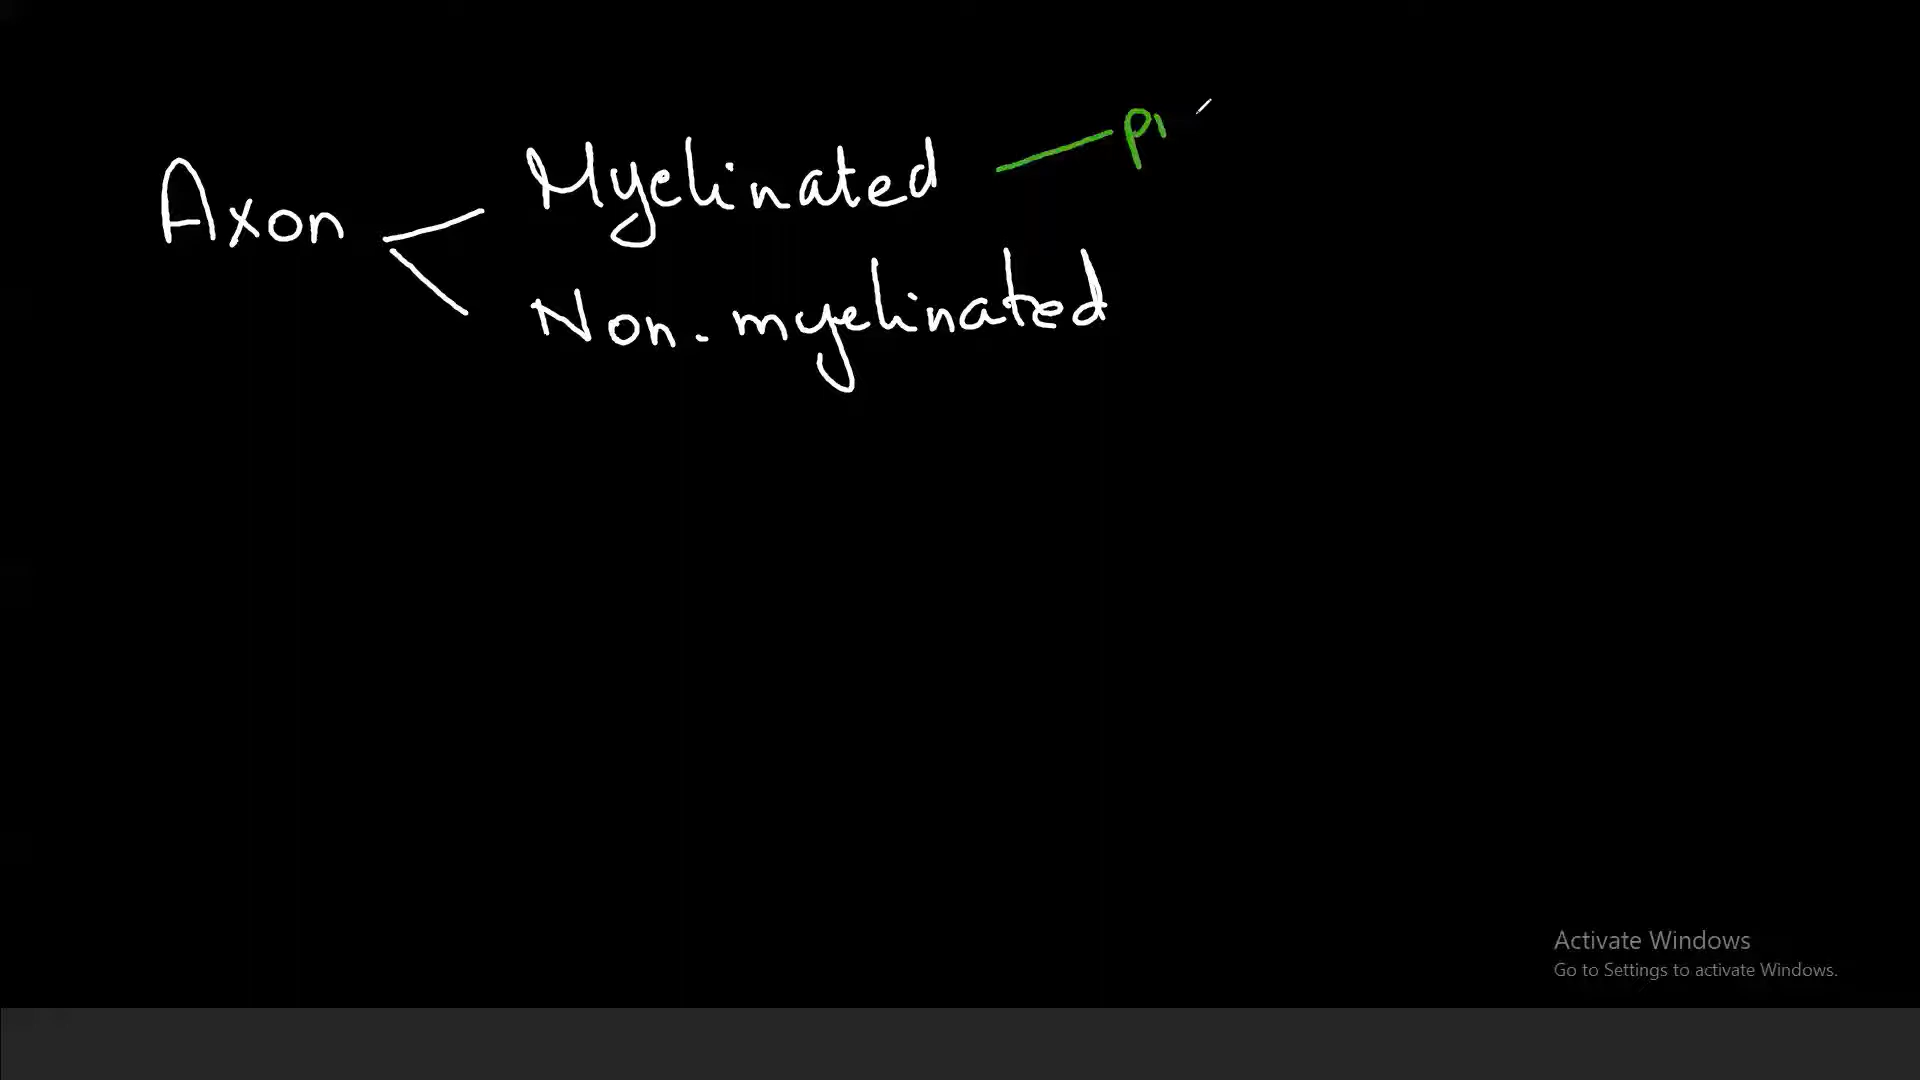 Axon
Myelinated
Non-myelinated
Activate Windows
Go to Settings to activate Windows.